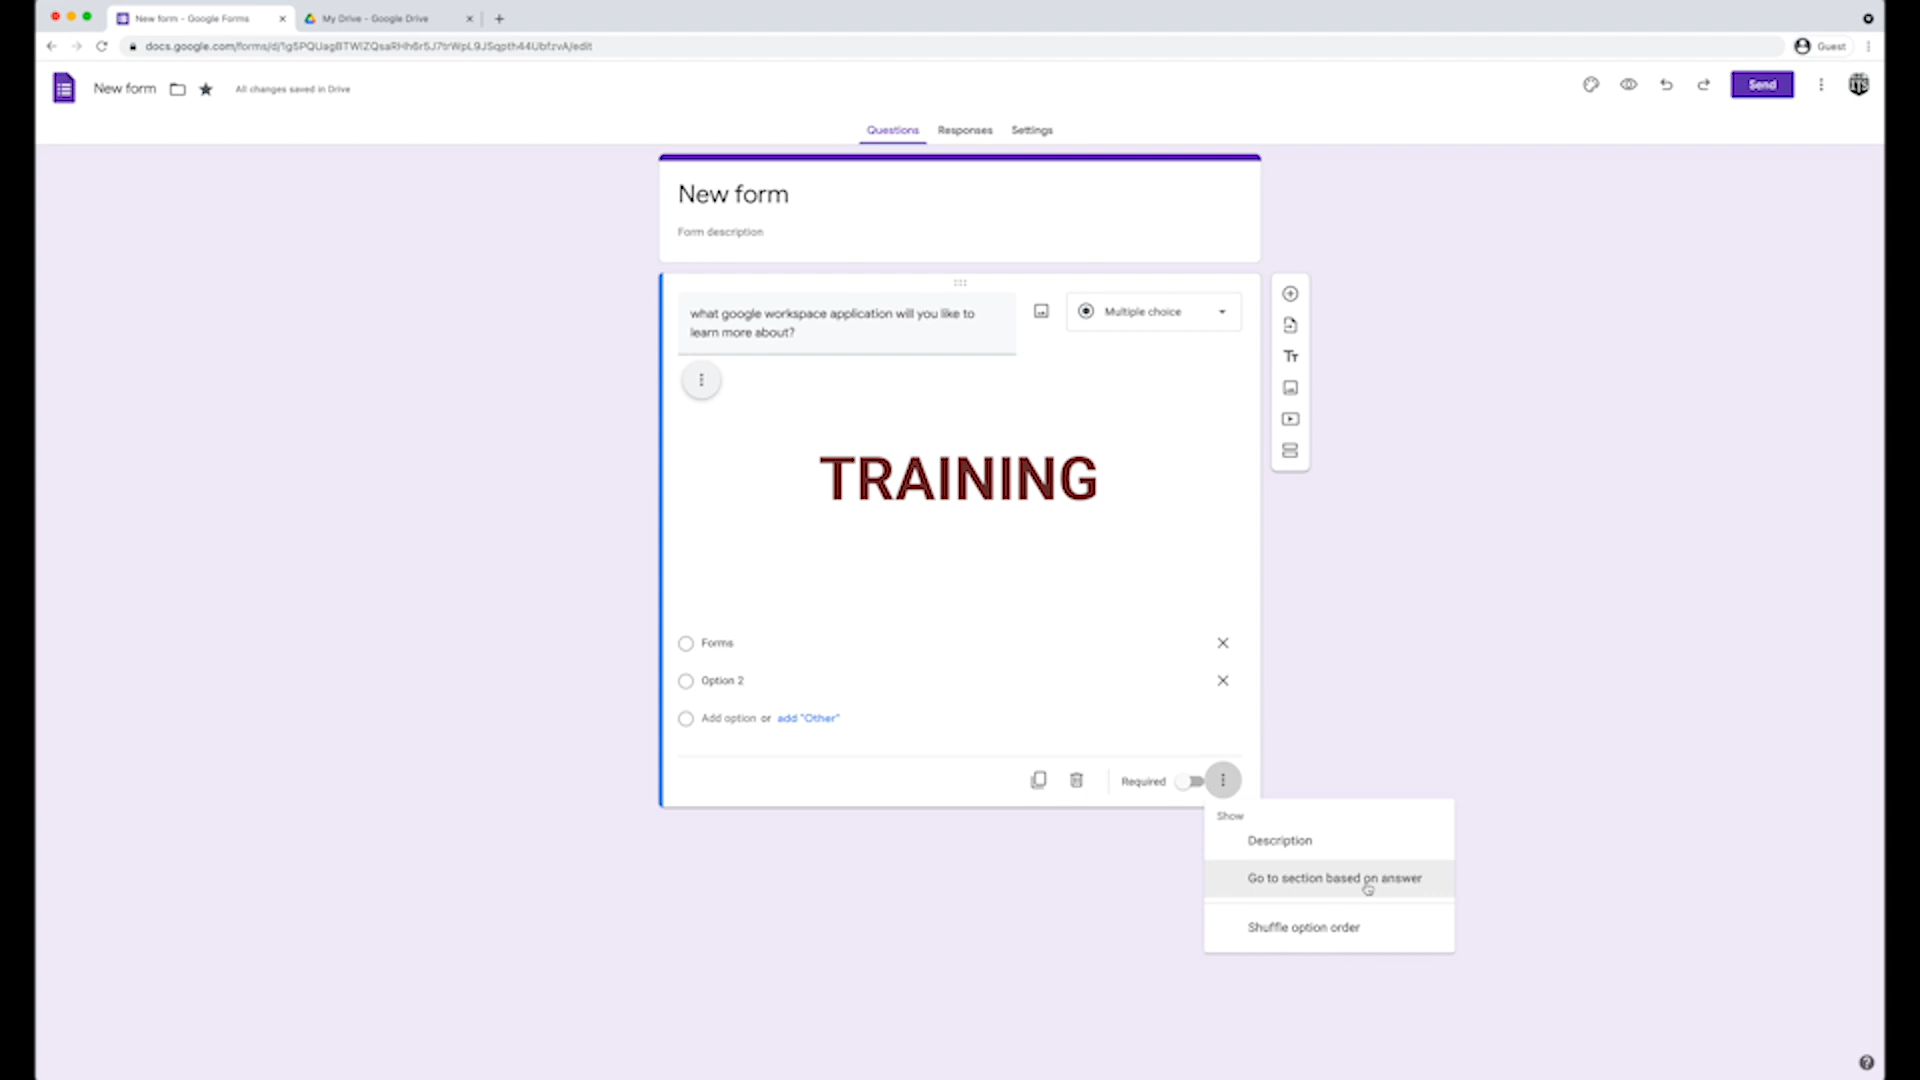 New form - Google Forms
My Drive - Google Drive
Guest
New form
All changes saved in Drive
Send
Questions
Responses
Settings
New form
Form description
what google workspace application will you like to
learn more about?
Multiple choice
Tт
TRAINING
Forms
Option 2
Add option or add "Other"
Required
Show
Description
Go to section based on answer
Shuffle option order